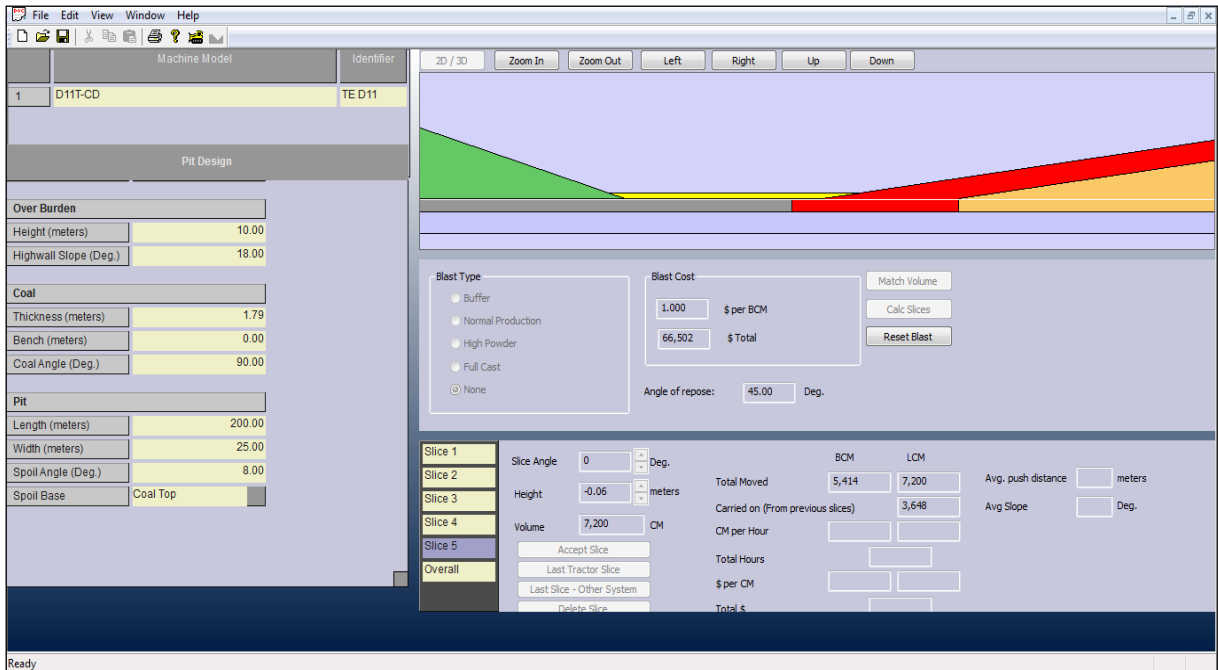 File Edit View Window Help
Machine Model Identifier
1 D11T-CD TE D11
Pit Design
Over Burden
Height (meters) 10.00
Highwall Slope (Deg.) 18.00
Coal
Thickness (meters) 1.79
Bench (meters) 0.00
Coal Angle (Deg.) 90.00
Pit
Length (meters) 200.00
Width (meters) 25.00
Spoil Angle (Deg.) 8.00
Spoil Base Coal Top
2D / 3D Zoom In Zoom Out Left Right Up Down
Blast Type
Buffer
Normal Production
High Powder
Full Cast
None
Blast Cost
1.000 $ per BCM
66,502 $ Total
Match Volume
Calc Slices
Reset Blast
Angle of repose: 45.00 Deg.
Slice 1
Slice 2
Slice 3
Slice 4
Slice 5
Overall
Slice Angle 0 Deg.
Height -0.06 meters
Volume 7,200 CM
Accept Slice
Last Tractor Slice
Last Slice - Other System
Delete Slice
BCM LCM
Total Moved 5,414 7,200
Carried on (From previous slices) 3,648
CM per Hour
Total Hours
$ per CM
Total $
Avg. push distance meters
Avg Slope Deg.
Ready